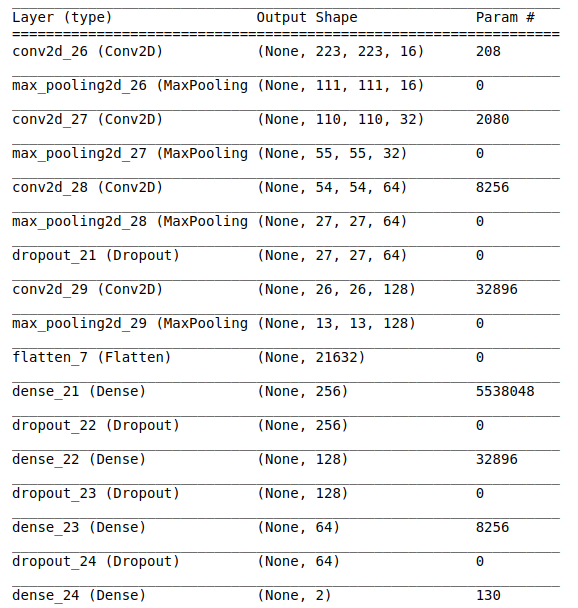 Layer (type) Output Shape Param #
=================================================================
conv2d_26 (Conv2D) (None, 223, 223, 16) 208
max_pooling2d_26 (MaxPooling (None, 111, 111, 16) 0
conv2d_27 (Conv2D) (None, 110, 110, 32) 2080
max_pooling2d_27 (MaxPooling (None, 55, 55, 32) 0
conv2d_28 (Conv2D) (None, 54, 54, 64) 8256
max_pooling2d_28 (MaxPooling (None, 27, 27, 64) 0
dropout_21 (Dropout) (None, 27, 27, 64) 0
conv2d_29 (Conv2D) (None, 26, 26, 128) 32896
max_pooling2d_29 (MaxPooling (None, 13, 13, 128) 0
flatten_7 (Flatten) (None, 21632) 0
dense_21 (Dense) (None, 256) 5538048
dropout_22 (Dropout) (None, 256) 0
dense_22 (Dense) (None, 128) 32896
dropout_23 (Dropout) (None, 128) 0
dense_23 (Dense) (None, 64) 8256
dropout_24 (Dropout) (None, 64) 0
dense_24 (Dense) (None, 2) 130